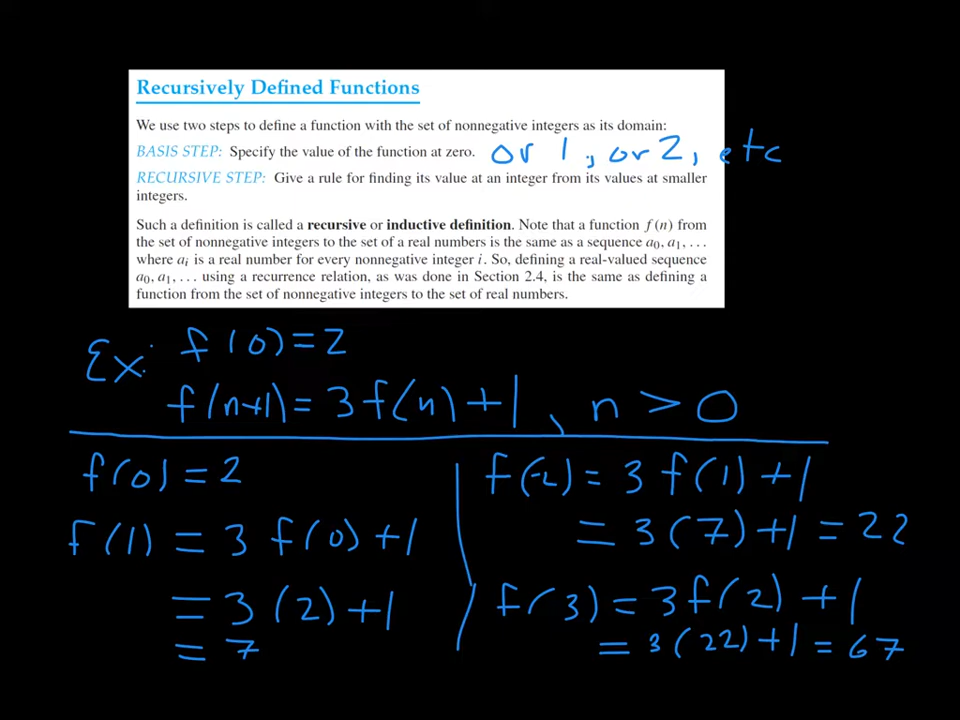 Recursively Defined Functions
We use two steps to define a function with the set of nonnegative integers as its domain:
BASIS STEP: Specify the value of the function at zero. or 1, or 2, etc
RECURSIVE STEP: Give a rule for finding its value at an integer from its values at smaller
integers.
Such a definition is called a recursive or inductive definition. Note that a function f(n) from
the set of nonnegative integers to the set of a real numbers is the same as a sequence a₀, a₁, . . .
where aᵢ is a real number for every nonnegative integer i. So, defining a real-valued sequence
a₀, a₁, . . . using a recurrence relation, as was done in Section 2.4, is the same as defining a
function from the set of nonnegative integers to the set of real numbers.
Ex: f(0)=2
f(n+1)=3f(n)+1, n>0
f(0)=2
f(1)=3f(0)+1
=3(2)+1
=7
f(2)=3f(1)+1
=3(7)+1=22
f(3)=3f(2)+1
=3(22)+1=67